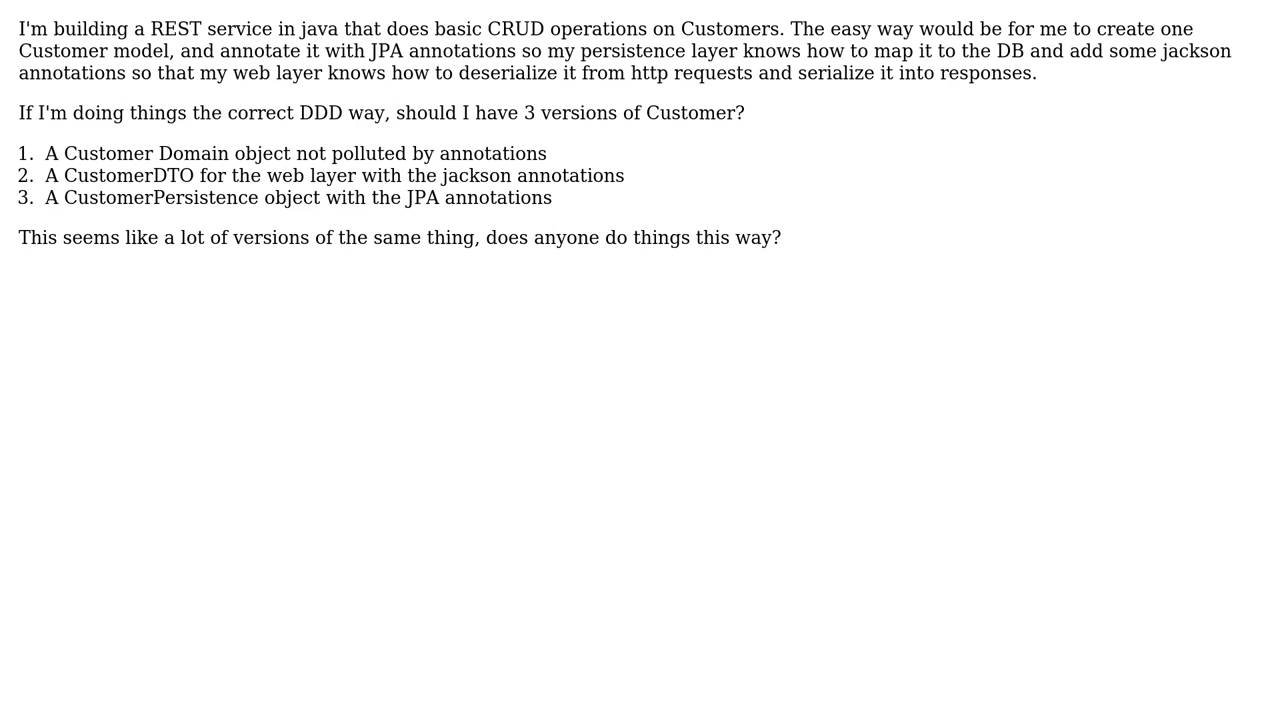 I'm building a REST service in java that does basic CRUD operations on Customers. The easy way would be for me to create one
Customer model, and annotate it with JPA annotations so my persistence layer knows how to map it to the DB and add some jackson
annotations so that my web layer knows how to deserialize it from http requests and serialize it into responses.
If I'm doing things the correct DDD way, should I have 3 versions of Customer?
1. A Customer Domain object not polluted by annotations
2. A CustomerDTO for the web layer with the jackson annotations
3. A CustomerPersistence object with the JPA annotations
This seems like a lot of versions of the same thing, does anyone do things this way?